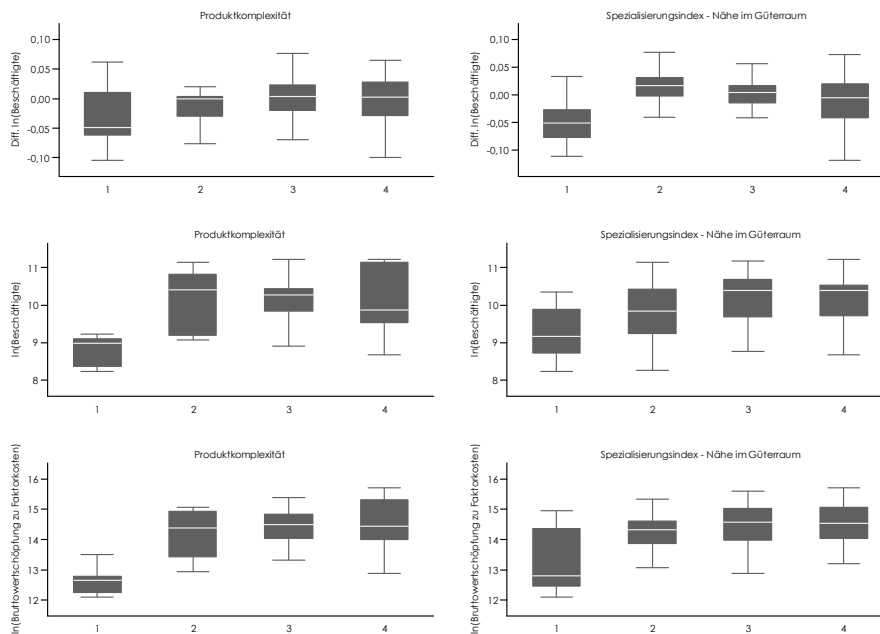 Produktkomplexität
Diff. ln(Beschäftigte)
0,10
0,05
0,00
-0,05
-0,10
1 2 3 4
Spezialisierungsindex - Nähe im Güterraum
Diff. ln(Beschäftigte)
0,10
0,05
0,00
-0,05
-0,10
1 2 3 4
Produktkomplexität
ln(Beschäftigte)
11
10
9
8
1 2 3 4
Spezialisierungsindex - Nähe im Güterraum
ln(Beschäftigte)
11
10
9
8
1 2 3 4
Produktkomplexität
ln(Bruttowertschöpfung zu Faktorkosten)
16
15
14
13
12
1 2 3 4
Spezialisierungsindex - Nähe im Güterraum
ln(Bruttowertschöpfung zu Faktorkosten)
16
15
14
13
12
1 2 3 4